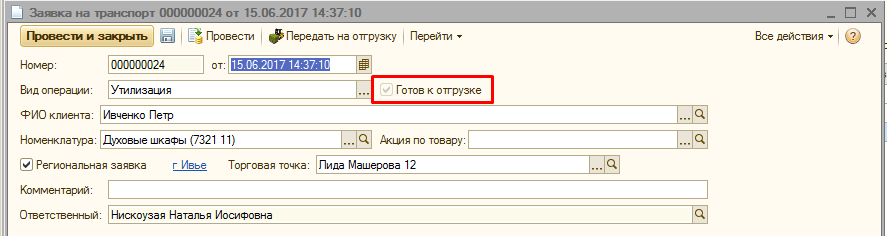 Заявка на транспорт 000000024 от 15.06.2017 14:37:10
Провести и закрыть Провести Передать на отгрузку Перейти Все действия ?
Номер: 000000024 от: 15.06.2017 14:37:10
Вид операции: Утилизация ... Готов к отгрузке
ФИО клиента: Ивченко Петр ...
Номенклатура: Духовые шкафы (7321 11) ... Акция по товару: ...
Региональная заявка г Ивье Торговая точка: Лида Машерова 12 ...
Комментарий:
Ответственный: Нискоузая Наталья Иосифовна